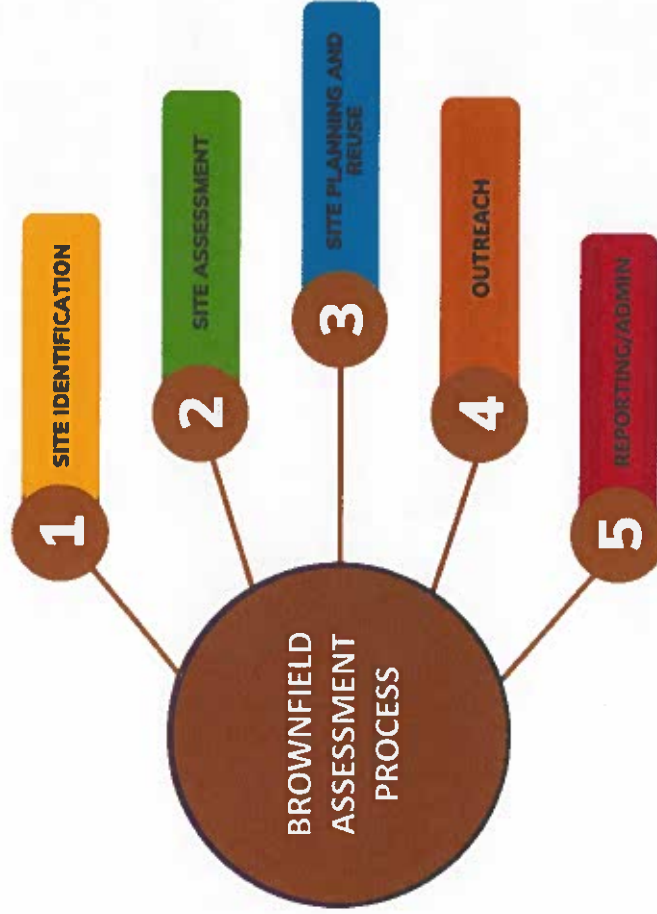 BROWNFIELD
ASSESSMENT
PROCESS
1
SITE IDENTIFICATION
2
SITE ASSESSMENT
3
SITE PLANNING AND
REUSE
4
OUTREACH
5
REPORTING/ADMIN